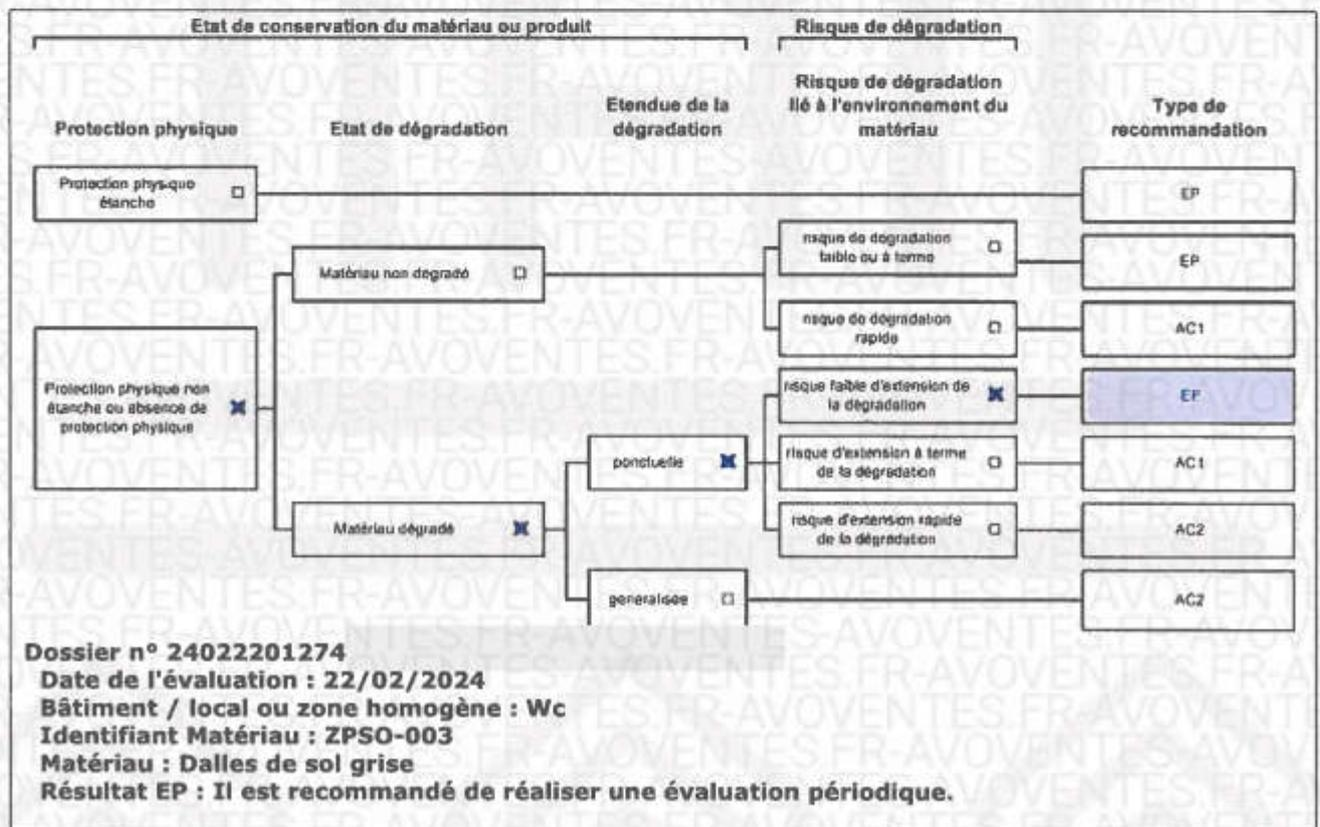 Etat de conservation du matériau ou produit
Risque de dégradation
Protection physique
Etat de dégradation
Etendue de la
dégradation
Risque de dégradation
lié à l'environnement du
matériau
Type de
recommandation
Protection physique
étanche
EP
Matériau non dégradé
risque de dégradation
faible ou à terme
EP
risque de dégradation
rapide
AC1
Protection physique non
étanche ou absence de
protection physique
risque faible d'extension de
la dégradation
EP
ponctuelle
risque d'extension à terme
de la dégradation
AC1
Matériau dégradé
risque d'extension rapide
de la dégradation
AC2
généralisée
AC2
Dossier n° 24022201274
Date de l'évaluation : 22/02/2024
Bâtiment / local ou zone homogène : Wc
Identifiant Matériau : ZPSO-003
Matériau : Dalles de sol grise
Résultat EP : Il est recommandé de réaliser une évaluation périodique.